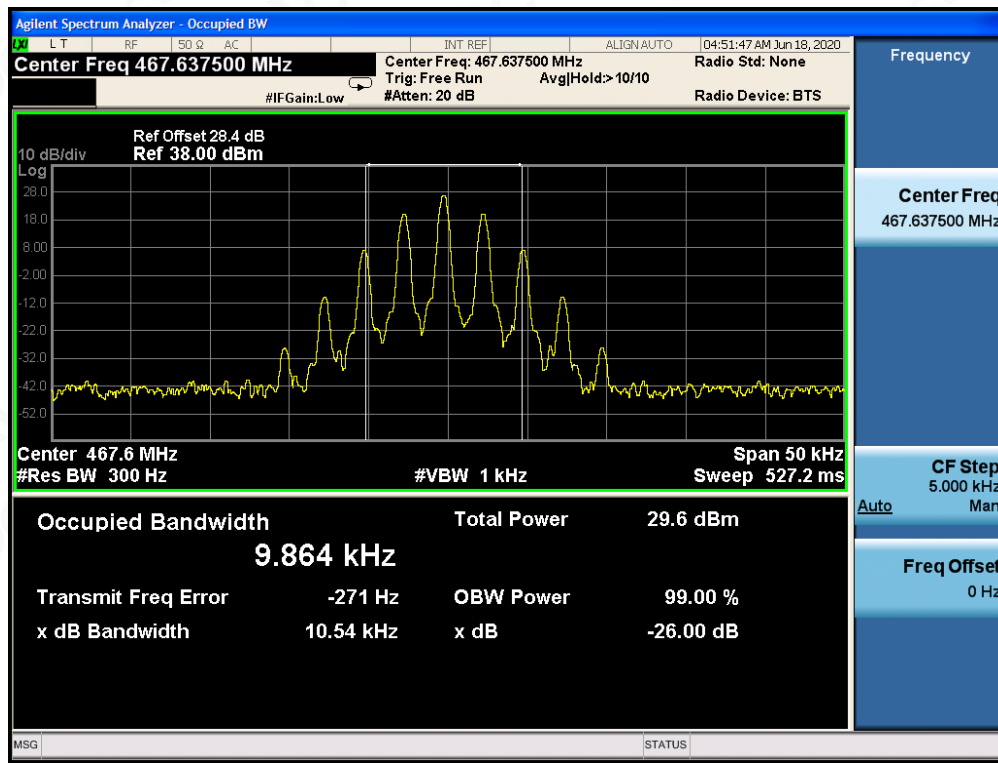 Agilent Spectrum Analyzer - Occupied BW
LXI L T RF 50 Ω AC INT REF ALIGN AUTO 04:51:47 AM Jun 18, 2020
Center Freq 467.637500 MHz
Center Freq: 467.637500 MHz
Radio Std: None
Trig: Free Run Avg|Hold:> 10/10
#IFGain:Low
#Atten: 20 dB
Radio Device: BTS
Ref Offset 28.4 dB
10 dB/div Ref 38.00 dBm
Log
28.0
18.0
8.00
-2.00
-12.0
-22.0
-32.0
-42.0
-52.0
Center 467.6 MHz Span 50 kHz
#Res BW 300 Hz #VBW 1 kHz Sweep 527.2 ms
Occupied Bandwidth Total Power 29.6 dBm
9.864 kHz
Transmit Freq Error -271 Hz OBW Power 99.00 %
x dB Bandwidth 10.54 kHz x dB -26.00 dB
MSG STATUS
Frequency
Center Freq
467.637500 MHz
CF Step
5.000 kHz
Auto Man
Freq Offset
0 Hz